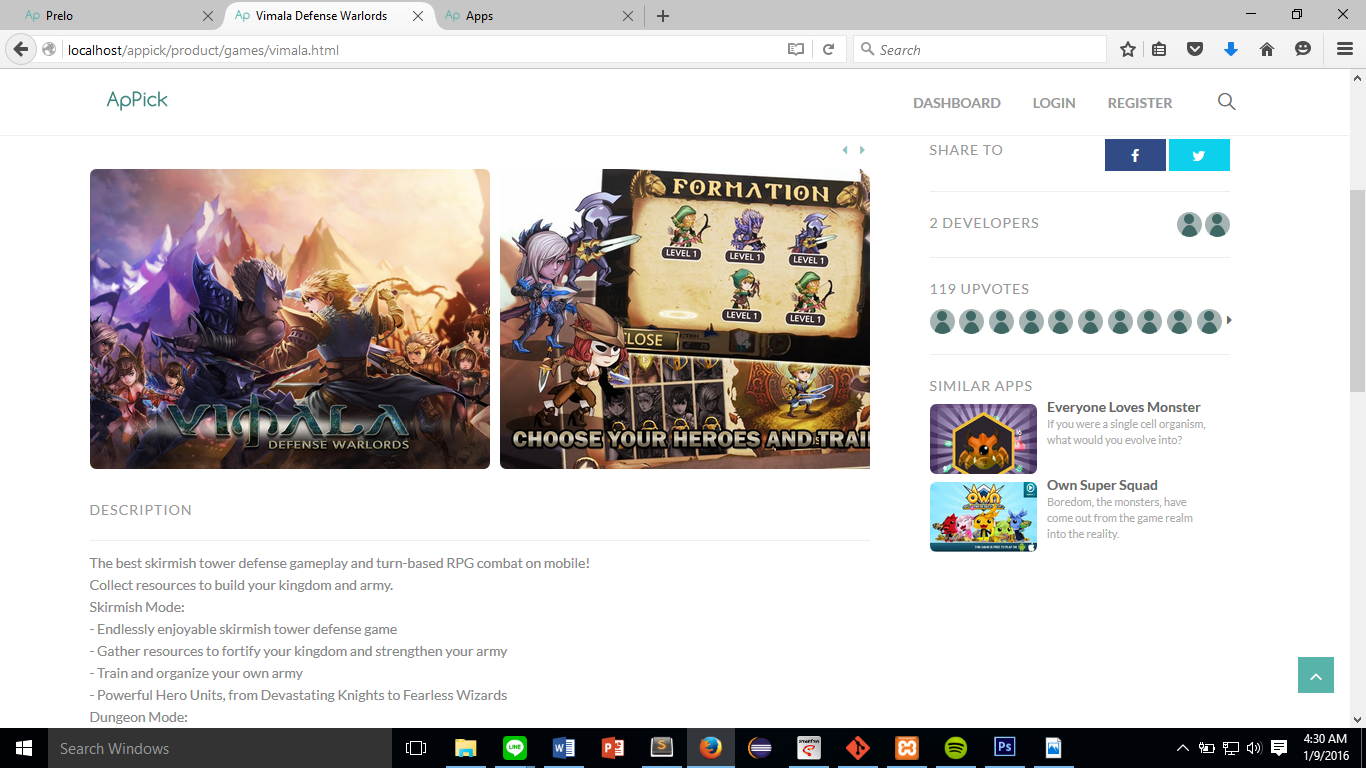 Ap Prelo
Ap Vimala Defense Warlords
Ap Apps
localhost/appick/product/games/vimala.html
Search
ApPick
DASHBOARD
LOGIN
REGISTER
VIMALA
DEFENSE WARLORDS
FORMATION
LEVEL 1
LEVEL 1
LEVEL 1
LEVEL 1
LEVEL 1
CLOSE
CHOOSE YOUR HEROES AND TRAI
DESCRIPTION
The best skirmish tower defense gameplay and turn-based RPG combat on mobile!
Collect resources to build your kingdom and army.
Skirmish Mode:
- Endlessly enjoyable skirmish tower defense game
- Gather resources to fortify your kingdom and strengthen your army
- Train and organize your own army
- Powerful Hero Units, from Devastating Knights to Fearless Wizards
Dungeon Mode:
SHARE TO
2 DEVELOPERS
119 UPVOTES
SIMILAR APPS
Everyone Loves Monster
If you were a single cell organism,
what would you evolve into?
OWN
Own Super Squad
Boredom, the monsters, have
come out from the game realm
into the reality.
Search Windows
LINE
4:30 AM
1/9/2016